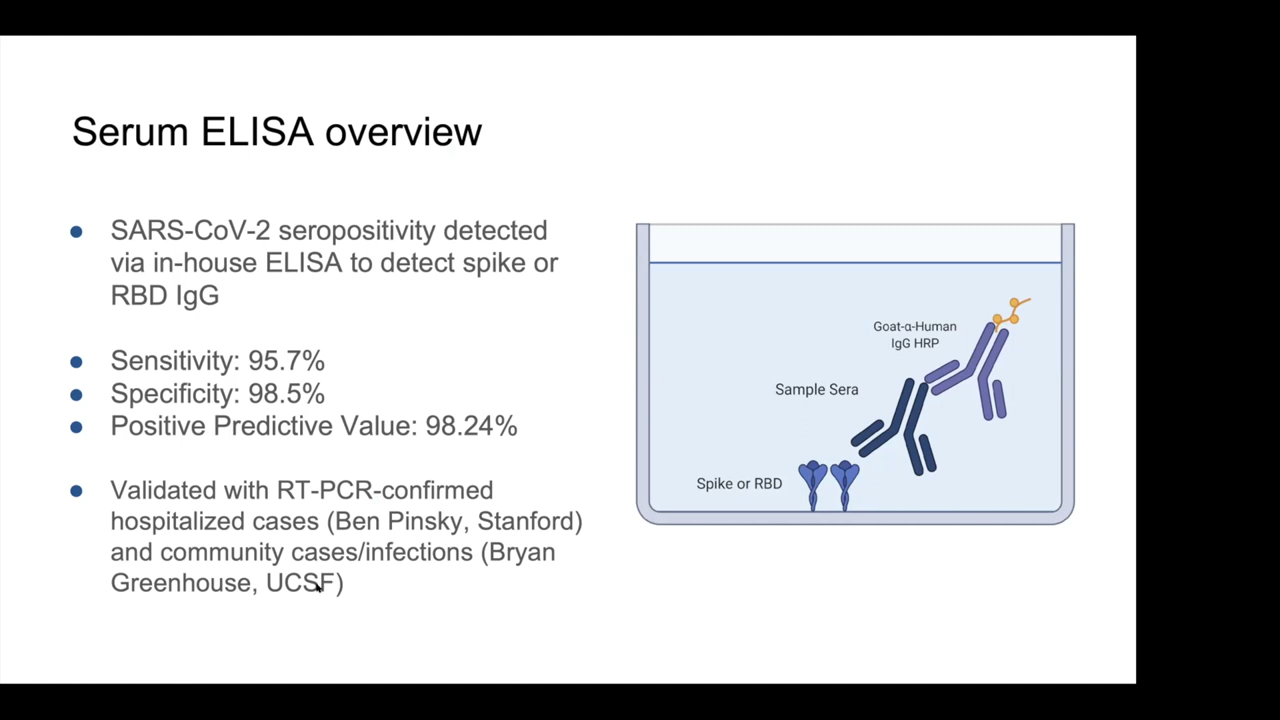 Serum ELISA overview
SARS-CoV-2 seropositivity detected
via in-house ELISA to detect spike or
RBD IgG
Sensitivity: 95.7%
Specificity: 98.5%
Positive Predictive Value: 98.24%
Validated with RT-PCR-confirmed
hospitalized cases (Ben Pinsky, Stanford)
and community cases/infections (Bryan
Greenhouse, UCSF)
Goat-α-Human
IgG HRP
Sample Sera
Spike or RBD